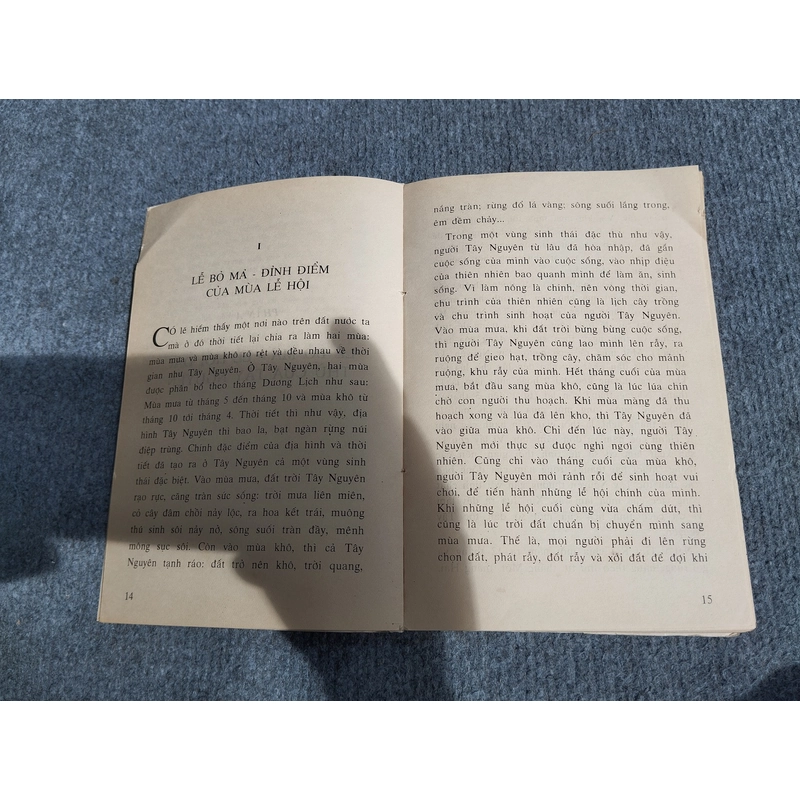 I
LỄ BỎ MẢ - ĐỈNH ĐIỂM
CỦA MÙA LỄ HỘI
CÓ lẽ hiếm thấy một nơi nào trên đất nước ta
mà ở đó thời tiết lại chia ra làm hai mùa:
mùa mưa và mùa khô rõ rệt và đều nhau về thời
gian như Tây Nguyên. Ở Tây Nguyên, hai mùa
được phân bố theo tháng Dương Lịch như sau:
Mùa mưa từ tháng 5 đến tháng 10 và mùa khô từ
tháng 10 tới tháng 4. Thời tiết thì như vậy, địa
hình Tây Nguyên thì bao la, bạt ngàn rừng núi
điệp trùng. Chính đặc điểm của địa hình và thời
tiết đã tạo ra ở Tây Nguyên cả một vùng sinh
thái đặc biệt. Vào mùa mưa, đất trời Tây Nguyên
rạo rực, căng tràn sức sống: trời mưa liên miên,
cỏ cây đâm chồi nảy lộc, ra hoa kết trái, muông
thú sinh sôi nảy nở, sông suối tràn đầy, mênh
mông sục sôi. Còn vào mùa khô, thì cả Tây
Nguyên tạnh ráo: đất trở nên khô, trời quang,
14
nắng tràn; rừng đổ lá vàng; sông suối lắng trong,
êm đềm chảy...
Trong một vùng sinh thái đặc thù như vậy,
người Tây Nguyên từ lâu đã hòa nhập, đã gắn
cuộc sống của mình vào cuộc sống, vào nhịp điệu
của thiên nhiên bao quanh mình để làm ăn, sinh
sống. Vì làm nông là chính, nên vòng thời gian,
chu trình của thiên nhiên cũng là lịch cây trồng
và chu trình sinh hoạt của người Tây Nguyên.
Vào mùa mưa, khi đất trời bừng bừng cuộc sống,
thì người Tây Nguyên cũng lao mình lên rẫy, ra
ruộng để gieo hạt, trồng cây, chăm sóc cho mảnh
ruộng, khu rẫy của mình. Hết tháng cuối của mùa
mưa, bắt đầu sang mùa khô, cũng là lúc lúa chín
chờ con người thu hoạch. Khi mùa màng đã thu
hoạch xong và lúa đã lên kho, thì Tây Nguyên đã
vào giữa mùa khô. Chỉ đến lúc này, người Tây
Nguyên mới thực sự được nghỉ ngơi cùng thiên
nhiên. Cũng chỉ vào tháng cuối của mùa khô,
người Tây Nguyên mới rảnh rỗi để sinh hoạt vui
chơi, để tiến hành những lễ hội chính của mình.
Khi những lễ hội cuối cùng vừa chấm dứt, thì
cũng là lúc trời đất chuẩn bị chuyển mình sang
mùa mưa. Thế là, mọi người phải đi lên rừng
chọn đất, phát rẫy, đốt rẫy và xới đất để đợi khi
15